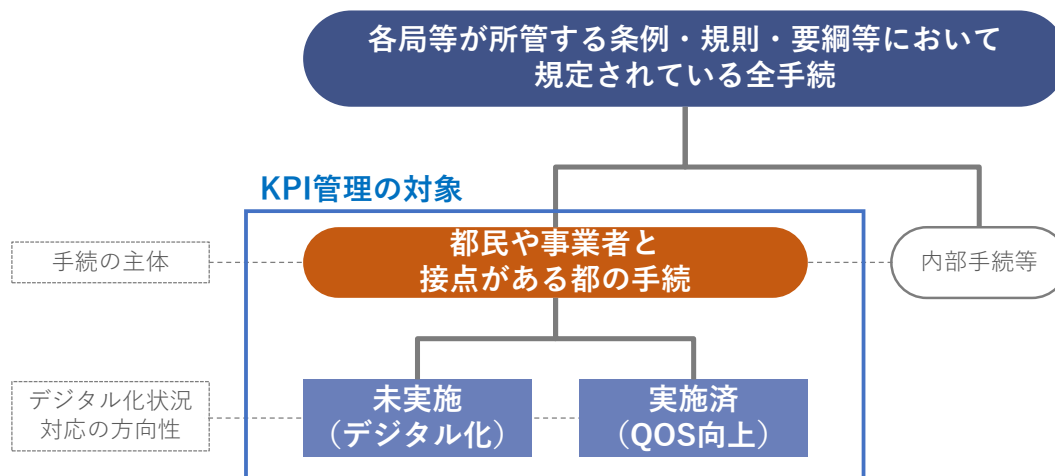 各局等が所管する条例・規則・要綱等において
規定されている全手続
KPI管理の対象
手続の主体
都民や事業者と
接点がある都の手続
内部手続等
デジタル化状況
対応の方向性
未実施
（デジタル化）
実施済
（QOS向上）